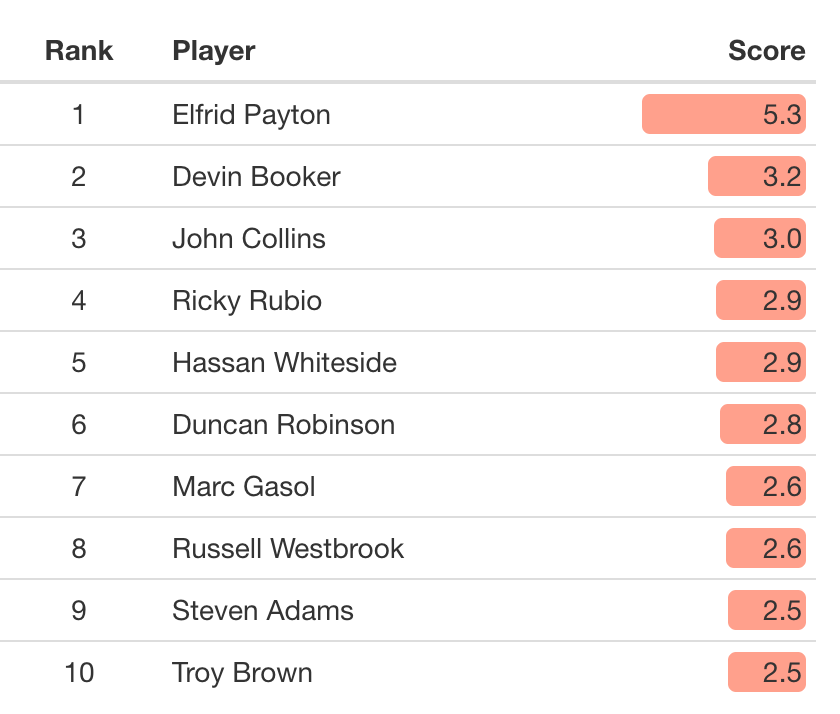 Rank Player Score
1 Elfrid Payton 5.3
2 Devin Booker 3.2
3 John Collins 3.0
4 Ricky Rubio 2.9
5 Hassan Whiteside 2.9
6 Duncan Robinson 2.8
7 Marc Gasol 2.6
8 Russell Westbrook 2.6
9 Steven Adams 2.5
10 Troy Brown 2.5